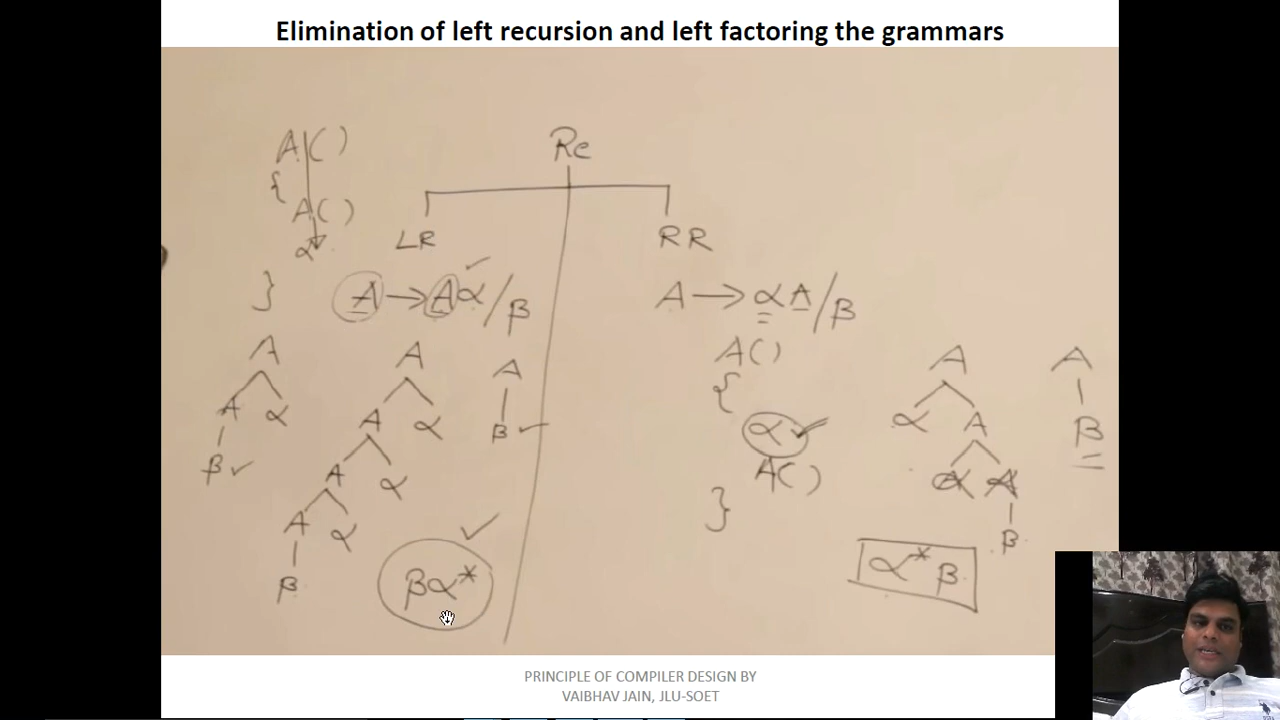 Elimination of left recursion and left factoring the grammars
Re
A()
{
A()
α
}
LR
A → Aα / β
A
A α
β ✓
A
A α
A α
A α
β
A
β ✓
βα* ✓
RR
A → α A / β
A()
{
α ✓
A()
}
A
α A
α A
β
A
β
α* β
PRINCIPLE OF COMPILER DESIGN BY
VAIBHAV JAIN, JLU-SOET